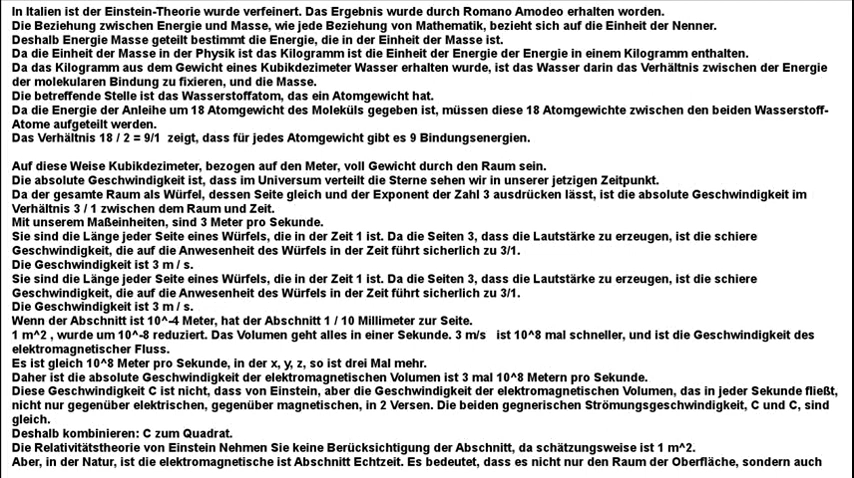 In Italien ist der Einstein-Theorie wurde verfeinert. Das Ergebnis wurde durch Romano Amodeo erhalten worden.
Die Beziehung zwischen Energie und Masse, wie jede Beziehung von Mathematik, bezieht sich auf die Einheit der Nenner.
Deshalb Energie Masse geteilt bestimmt die Energie, die in der Einheit der Masse ist.
Da die Einheit der Masse in der Physik ist das Kilogramm ist die Einheit der Energie der Energie in einem Kilogramm enthalten.
Da das Kilogramm aus dem Gewicht eines Kubikdezimeter Wasser erhalten wurde, ist das Wasser darin das Verhältnis zwischen der Energie
der molekularen Bindung zu fixieren, und die Masse.
Die betreffende Stelle ist das Wasserstoffatom, das ein Atomgewicht hat.
Da die Energie der Anleihe um 18 Atomgewicht des Moleküls gegeben ist, müssen diese 18 Atomgewichte zwischen den beiden Wasserstoff-
Atome aufgeteilt werden.
Das Verhältnis 18 / 2 = 9/1 zeigt, dass für jedes Atomgewicht gibt es 9 Bindungsenergien.
Auf diese Weise Kubikdezimeter, bezogen auf den Meter, voll Gewicht durch den Raum sein.
Die absolute Geschwindigkeit ist, dass im Universum verteilt die Sterne sehen wir in unserer jetzigen Zeitpunkt.
Da der gesamte Raum als Würfel, dessen Seite gleich und der Exponent der Zahl 3 ausdrücken lässt, ist die absolute Geschwindigkeit im
Verhältnis 3 / 1 zwischen dem Raum und Zeit.
Mit unserem Maßeinheiten, sind 3 Meter pro Sekunde.
Sie sind die Länge jeder Seite eines Würfels, die in der Zeit 1 ist. Da die Seiten 3, dass die Lautstärke zu erzeugen, ist die schiere
Geschwindigkeit, die auf die Anwesenheit des Würfels in der Zeit führt sicherlich zu 3/1.
Die Geschwindigkeit ist 3 m / s.
Sie sind die Länge jeder Seite eines Würfels, die in der Zeit 1 ist. Da die Seiten 3, dass die Lautstärke zu erzeugen, ist die schiere
Geschwindigkeit, die auf die Anwesenheit des Würfels in der Zeit führt sicherlich zu 3/1.
Die Geschwindigkeit ist 3 m / s.
Wenn der Abschnitt ist 10^-4 Meter, hat der Abschnitt 1 / 10 Millimeter zur Seite.
1 m^2 , wurde um 10^-8 reduziert. Das Volumen geht alles in einer Sekunde. 3 m/s ist 10^8 mal schneller, und ist die Geschwindigkeit des
elektromagnetischer Fluss.
Es ist gleich 10^8 Meter pro Sekunde, in der x, y, z, so ist drei Mal mehr.
Daher ist die absolute Geschwindigkeit der elektromagnetischen Volumen ist 3 mal 10^8 Metern pro Sekunde.
Diese Geschwindigkeit C ist nicht, dass von Einstein, aber die Geschwindigkeit der elektromagnetischen Volumen, das in jeder Sekunde fließt,
nicht nur gegenüber elektrischen, gegenüber magnetischen, in 2 Versen. Die beiden gegnerischen Strömungsgeschwindigkeit, C und C, sind
gleich.
Deshalb kombinieren: C zum Quadrat.
Die Relativitätstheorie von Einstein Nehmen Sie keine Berücksichtigung der Abschnitt, da schätzungsweise ist 1 m^2.
Aber, in der Natur, ist die elektromagnetische ist Abschnitt Echtzeit. Es bedeutet, dass es nicht nur den Raum der Oberfläche, sondern auch